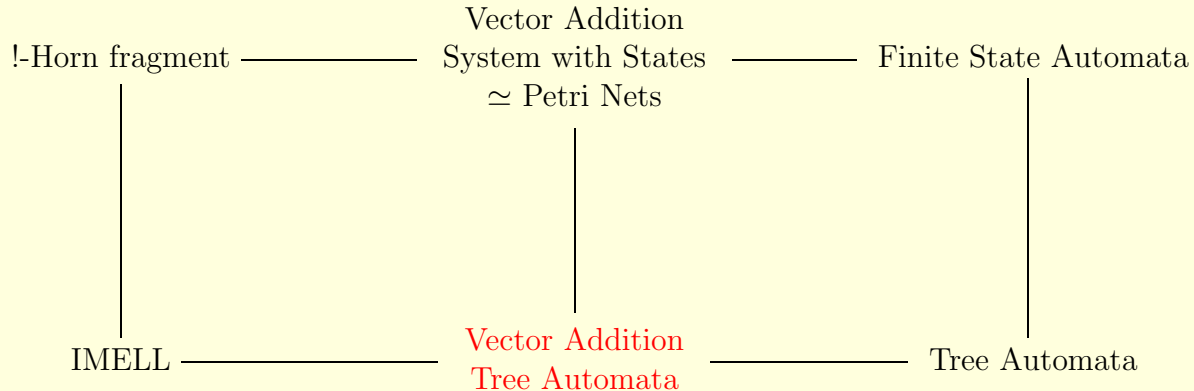 Vector Addition
!-Horn fragment System with States Finite State Automata
≃ Petri Nets
Vector Addition
IMELL Tree Automata
Tree Automata